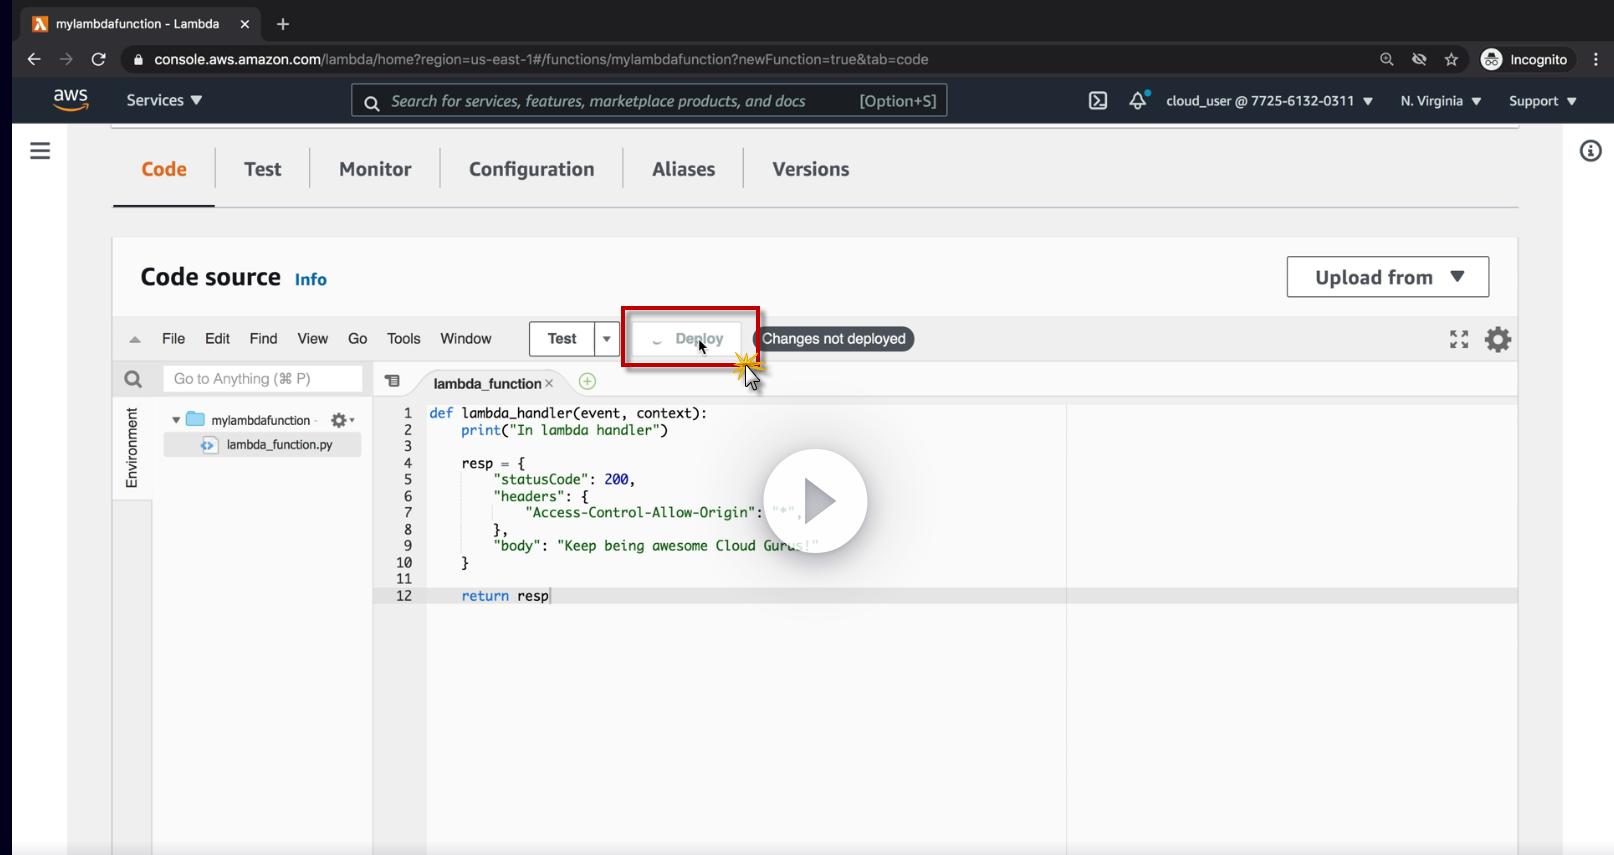 mylambdafunction - Lambda
console.aws.amazon.com/lambda/home?region=us-east-1#/functions/mylambdafunction?newFunction=true&tab=code
Incognito
aws
Services
Search for services, features, marketplace products, and docs
[Option+S]
cloud_user @ 7725-6132-0311
N. Virginia
Support
Code
Test
Monitor
Configuration
Aliases
Versions
Code source
Info
Upload from
File Edit Find View Go Tools Window
Test
Deploy
Changes not deployed
Go to Anything (⌘ P)
lambda_function
Environment
mylambdafunction -
lambda_function.py
1 def lambda_handler(event, context):
2     print("In lambda handler")
3
4     resp = {
5         "statusCode": 200,
6         "headers": {
7             "Access-Control-Allow-Origin": "*",
8         },
9         "body": "Keep being awesome Cloud Gurus!"
10     }
11
12     return resp